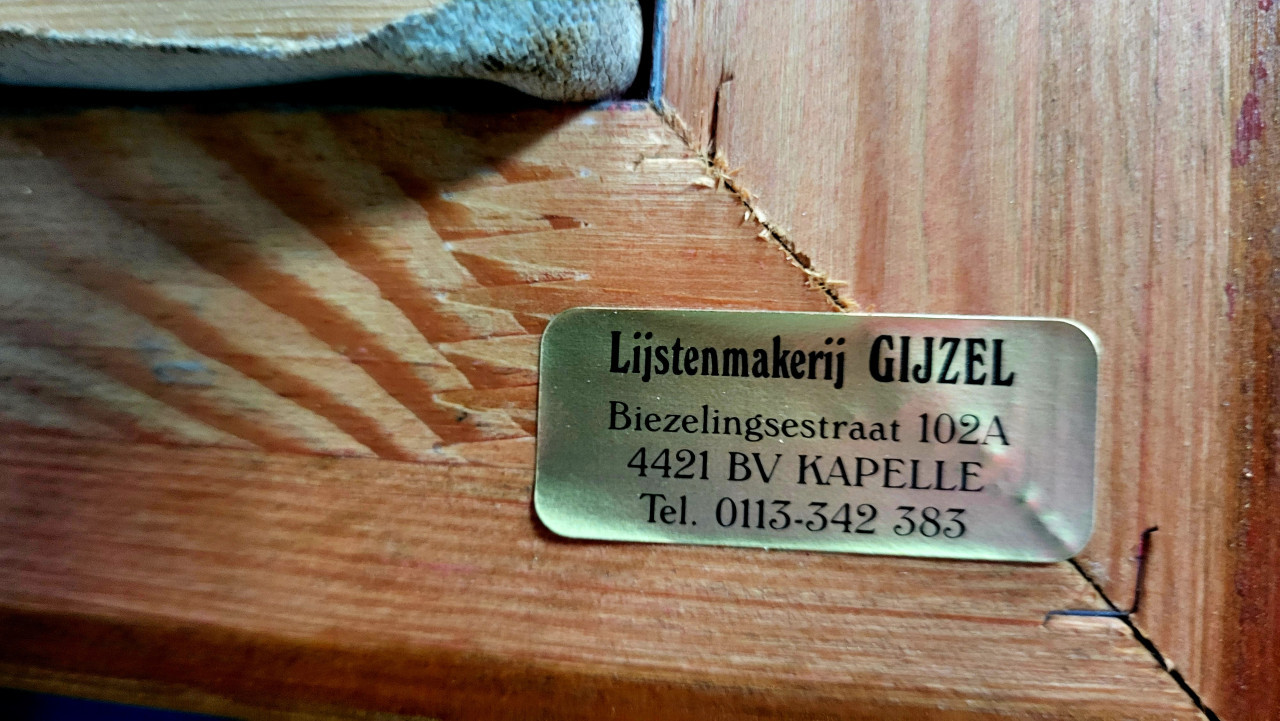 Lijstenmakerij GIJZEL
Biezelingsestraat 102A
4421 BV KAPELLE
Tel. 0113-342 383